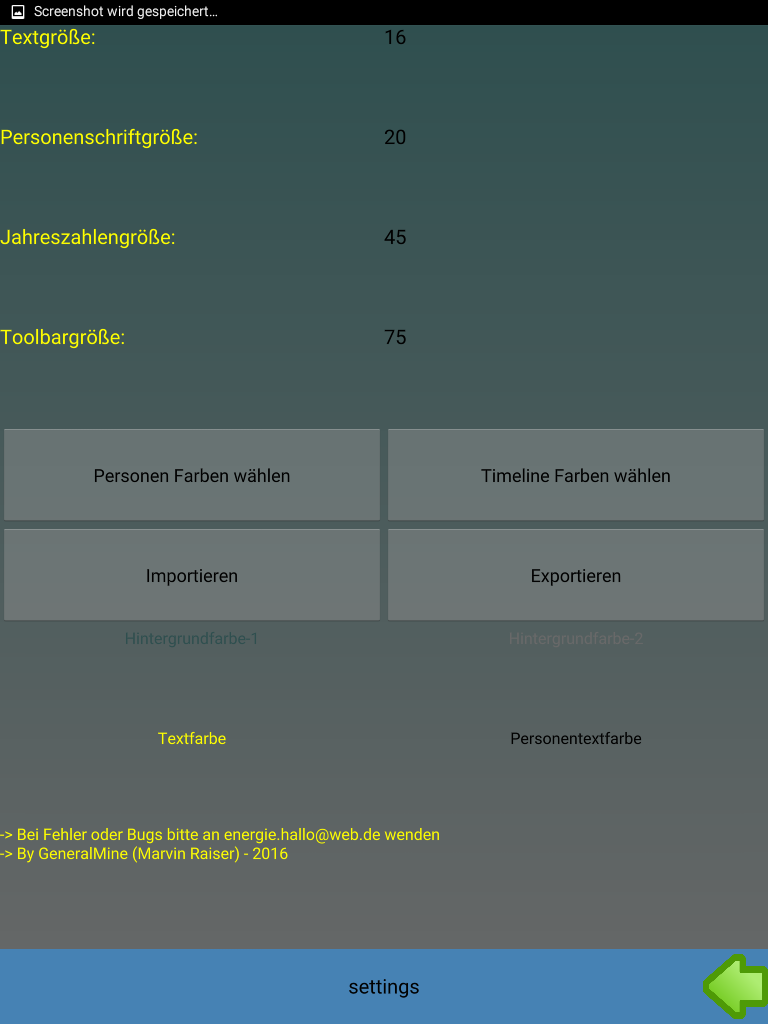 Screenshot wird gespeichert…
Textgröße: 16
Personenschriftgröße: 20
Jahreszahlengröße: 45
Toolbargröße: 75
Personen Farben wählen Timeline Farben wählen
Importieren Exportieren
Hintergrundfarbe-1 Hintergrundfarbe-2
Textfarbe Personentextfarbe
-> Bei Fehler oder Bugs bitte an energie.hallo@web.de wenden
-> By GeneralMine (Marvin Raiser) - 2016
settings